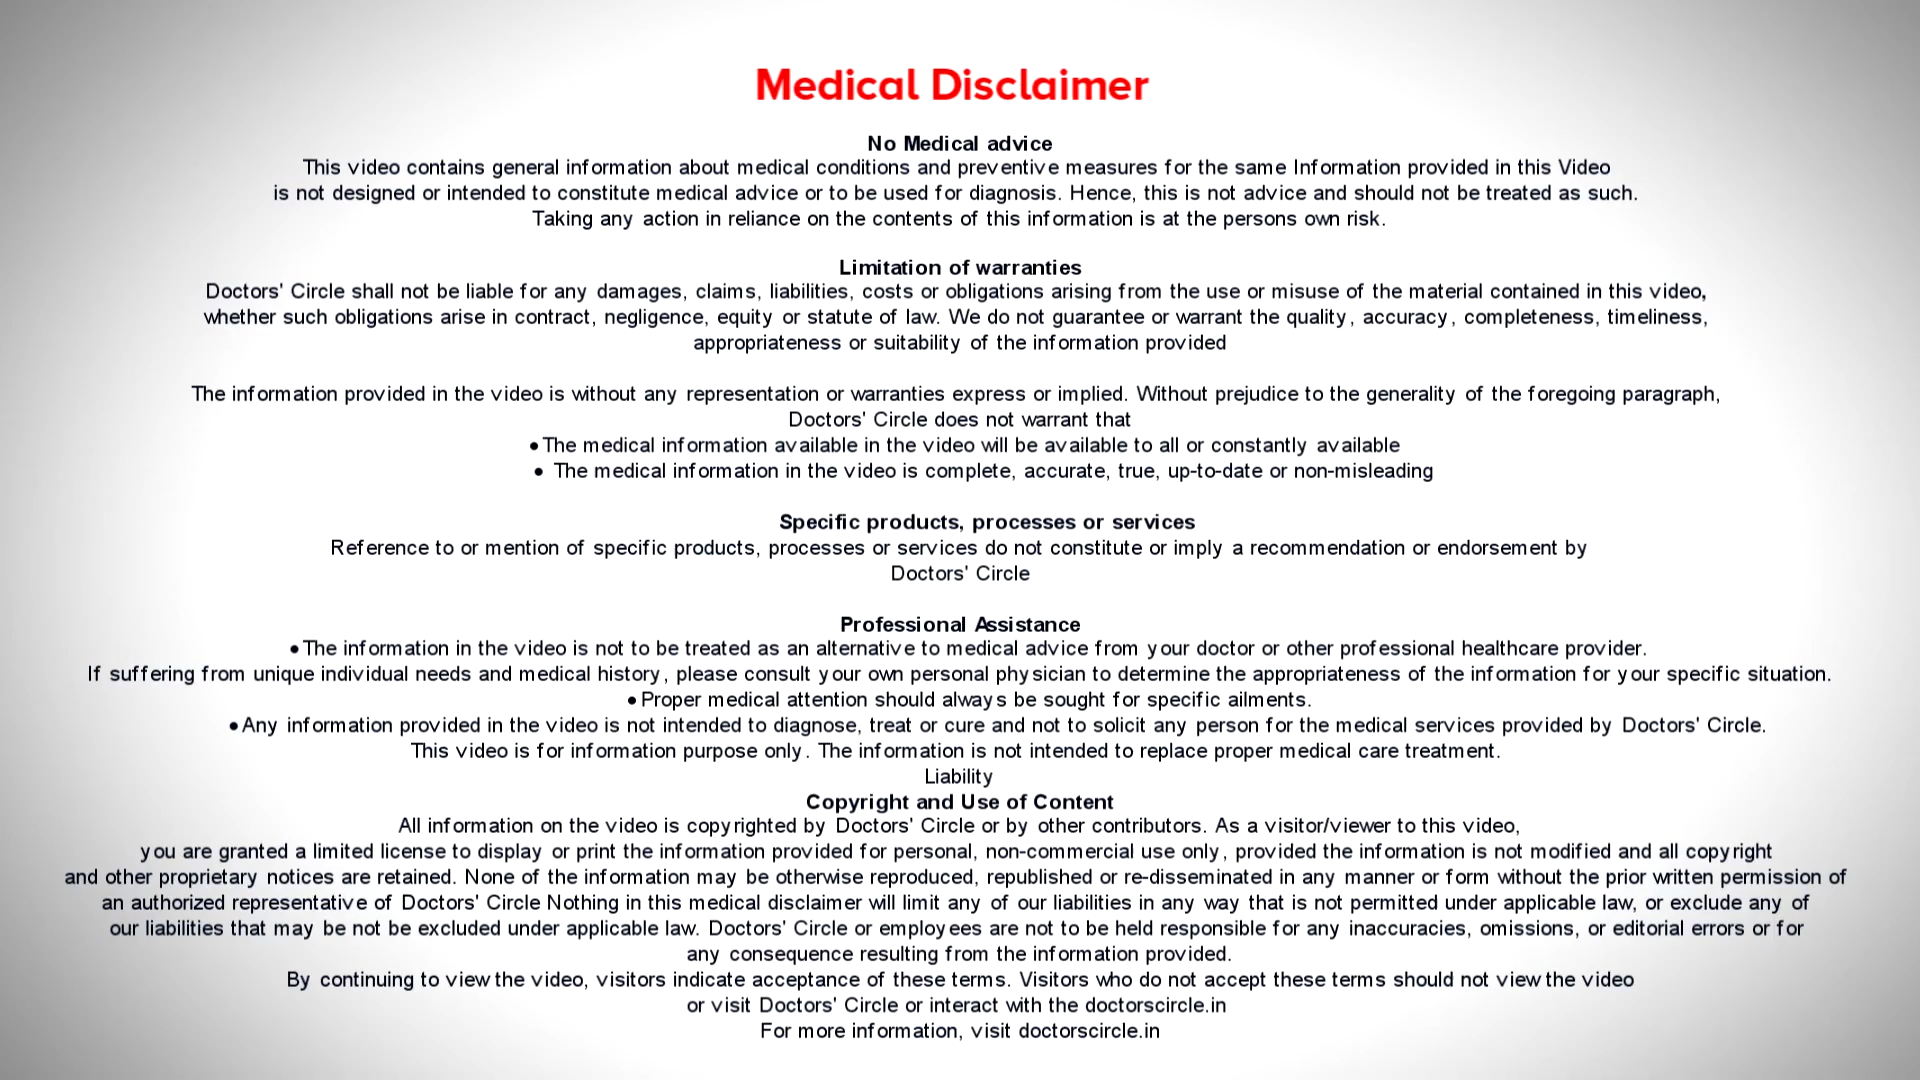 Medical Disclaimer
No Medical advice
This video contains general information about medical conditions and preventive measures for the same Information provided in this Video
is not designed or intended to constitute medical advice or to be used for diagnosis. Hence, this is not advice and should not be treated as such.
Taking any action in reliance on the contents of this information is at the persons own risk.
Limitation of warranties
Doctors' Circle shall not be liable for any damages, claims, liabilities, costs or obligations arising from the use or misuse of the material contained in this video,
whether such obligations arise in contract, negligence, equity or statute of law. We do not guarantee or warrant the quality, accuracy, completeness, timeliness,
appropriateness or suitability of the information provided
The information provided in the video is without any representation or warranties express or implied. Without prejudice to the generality of the foregoing paragraph,
Doctors' Circle does not warrant that
• The medical information available in the video will be available to all or constantly available
• The medical information in the video is complete, accurate, true, up-to-date or non-misleading
Specific products, processes or services
Reference to or mention of specific products, processes or services do not constitute or imply a recommendation or endorsement by
Doctors' Circle
Professional Assistance
• The information in the video is not to be treated as an alternative to medical advice from your doctor or other professional healthcare provider.
If suffering from unique individual needs and medical history, please consult your own personal physician to determine the appropriateness of the information for your specific situation.
• Proper medical attention should always be sought for specific ailments.
• Any information provided in the video is not intended to diagnose, treat or cure and not to solicit any person for the medical services provided by Doctors' Circle.
This video is for information purpose only. The information is not intended to replace proper medical care treatment.
Liability
Copyright and Use of Content
All information on the video is copyrighted by Doctors' Circle or by other contributors. As a visitor/viewer to this video,
you are granted a limited license to display or print the information provided for personal, non-commercial use only, provided the information is not modified and all copyright
and other proprietary notices are retained. None of the information may be otherwise reproduced, republished or re-disseminated in any manner or form without the prior written permission of
an authorized representative of Doctors' Circle Nothing in this medical disclaimer will limit any of our liabilities in any way that is not permitted under applicable law, or exclude any of
our liabilities that may be not be excluded under applicable law. Doctors' Circle or employees are not to be held responsible for any inaccuracies, omissions, or editorial errors or for
any consequence resulting from the information provided.
By continuing to view the video, visitors indicate acceptance of these terms. Visitors who do not accept these terms should not view the video
or visit Doctors' Circle or interact with the doctorscircle.in
For more information, visit doctorscircle.in